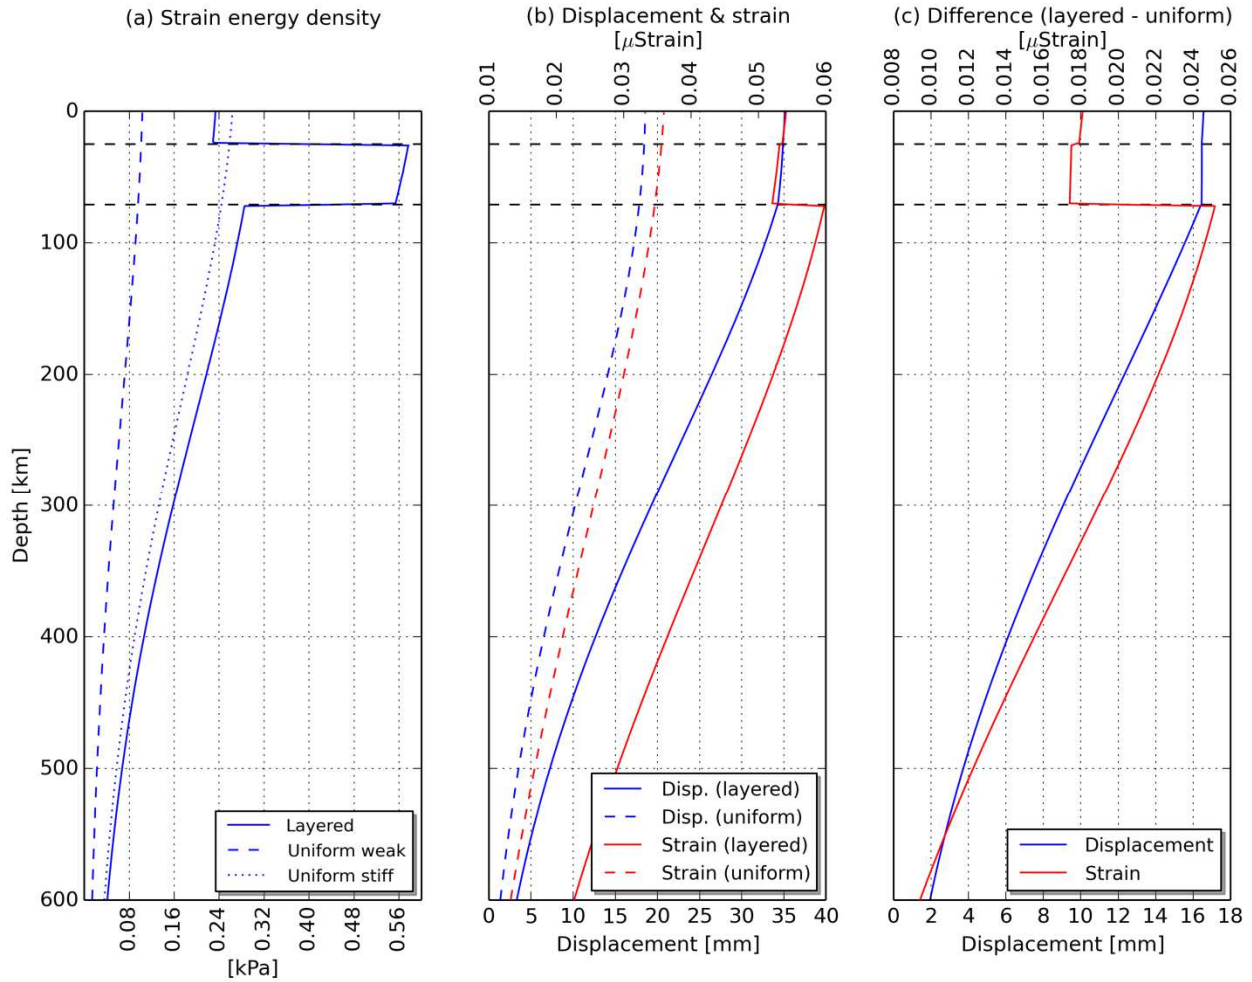 (a) Strain energy density
(b) Displacement & strain
[μStrain]
(c) Difference (layered - uniform)
[μStrain]
0.01
0.02
0.03
0.04
0.05
0.06
0.008
0.010
0.012
0.014
0.016
0.018
0.020
0.022
0.024
0.026
0
100
200
300
400
500
600
Depth [km]
Layered
Uniform weak
Uniform stiff
Disp. (layered)
Disp. (uniform)
Strain (layered)
Strain (uniform)
Displacement
Strain
0.08
0.16
0.24
0.32
0.40
0.48
0.56
[kPa]
0
5
10
15
20
25
30
35
40
Displacement [mm]
0
2
4
6
8
10
12
14
16
18
Displacement [mm]